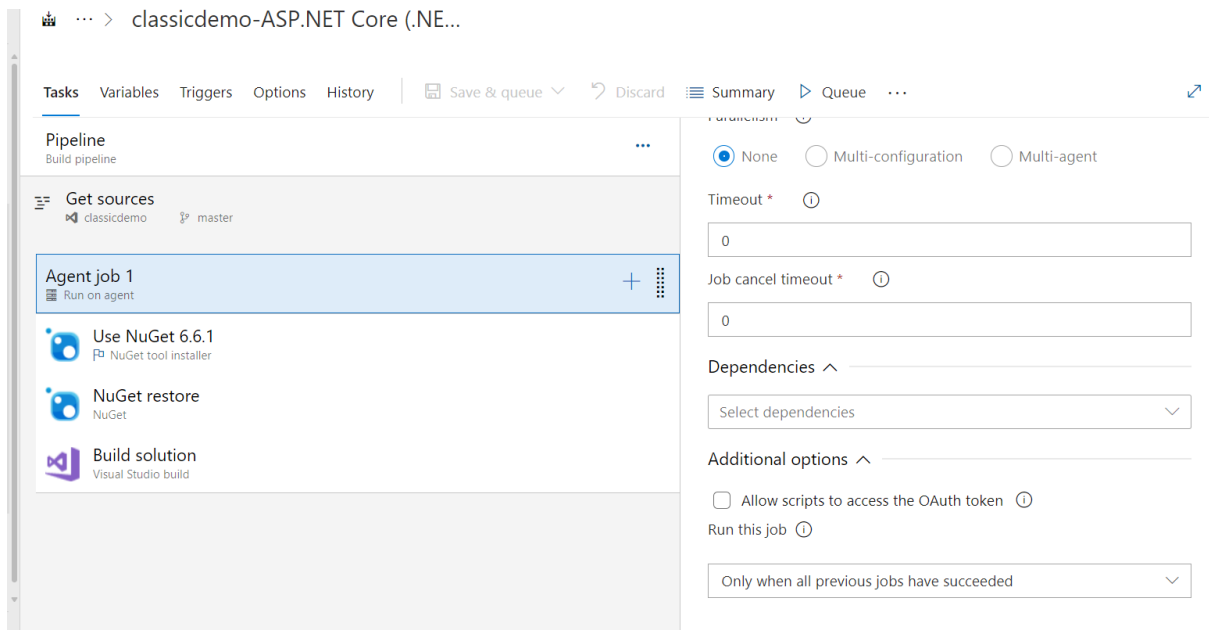 ... > classicdemo-ASP.NET Core (.NE...
Tasks Variables Triggers Options History Save & queue Discard Summary Queue ...
Pipeline
Build pipeline
Get sources
classicdemo master
Agent job 1
Run on agent
Use NuGet 6.6.1
NuGet tool installer
NuGet restore
NuGet
Build solution
Visual Studio build
Parallelism
None Multi-configuration Multi-agent
Timeout *
0
Job cancel timeout *
0
Dependencies
Select dependencies
Additional options
Allow scripts to access the OAuth token
Run this job
Only when all previous jobs have succeeded